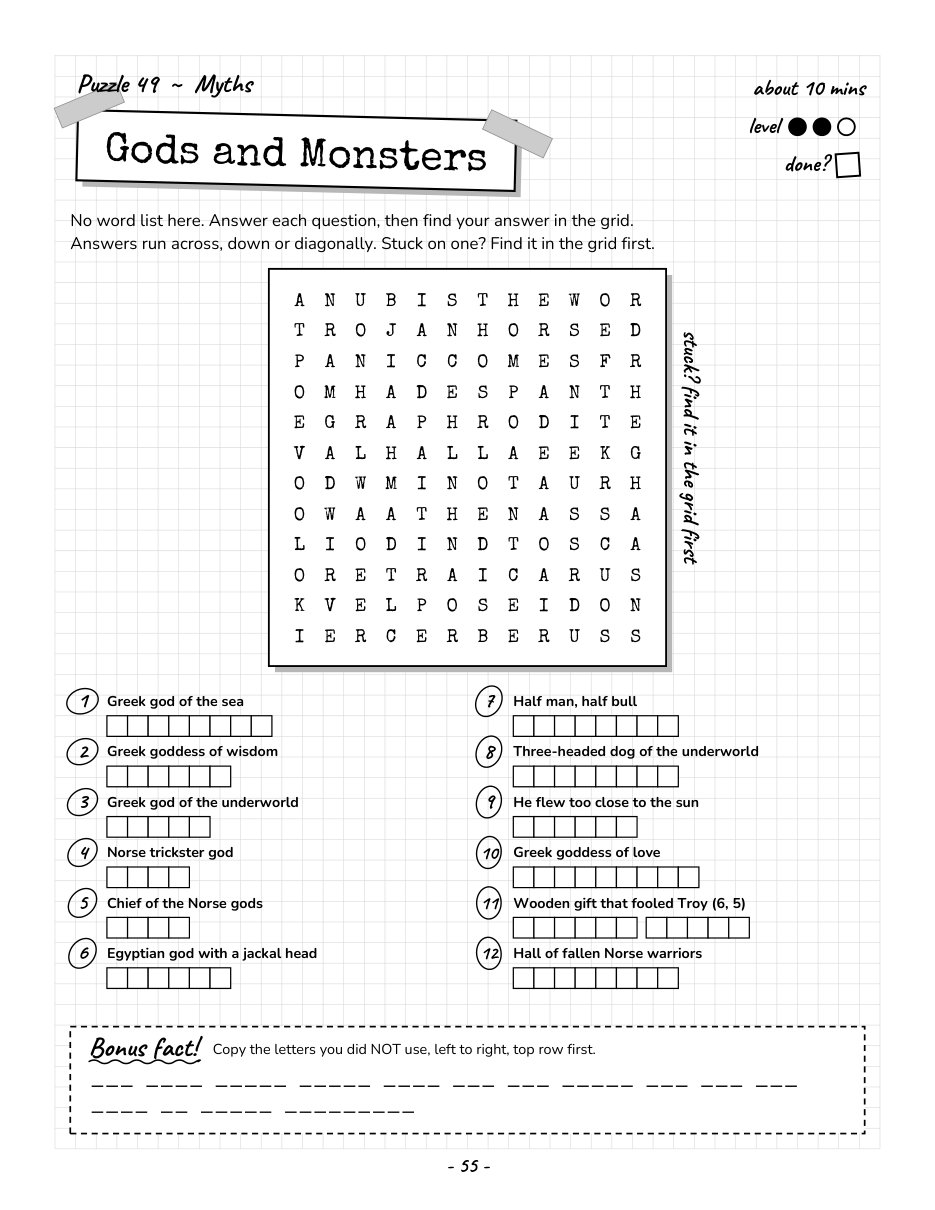 Puzzle 49 ~ Myths
about 10 mins
Gods and Monsters
level
done?
No word list here. Answer each question, then find your answer in the grid.
Answers run across, down or diagonally. Stuck on one? Find it in the grid first.
A N U B I S T H E W O R
T R O J A N H O R S E D
P A N I C C O M E S F R
O M H A D E S P A N T H
E G R A P H R O D I T E
V A L H A L L A E E K G
O D W M I N O T A U R H
O W A A T H E N A S S A
L I O D I N D T O S C A
O R E T R A I C A R U S
K V E L P O S E I D O N
I E R C E R B E R U S S
stuck? find it in the grid first
1 Greek god of the sea
2 Greek goddess of wisdom
3 Greek god of the underworld
4 Norse trickster god
5 Chief of the Norse gods
6 Egyptian god with a jackal head
7 Half man, half bull
8 Three-headed dog of the underworld
9 He flew too close to the sun
10 Greek goddess of love
11 Wooden gift that fooled Troy (6, 5)
12 Hall of fallen Norse warriors
Bonus fact! Copy the letters you did NOT use, left to right, top row first.
- 55 -